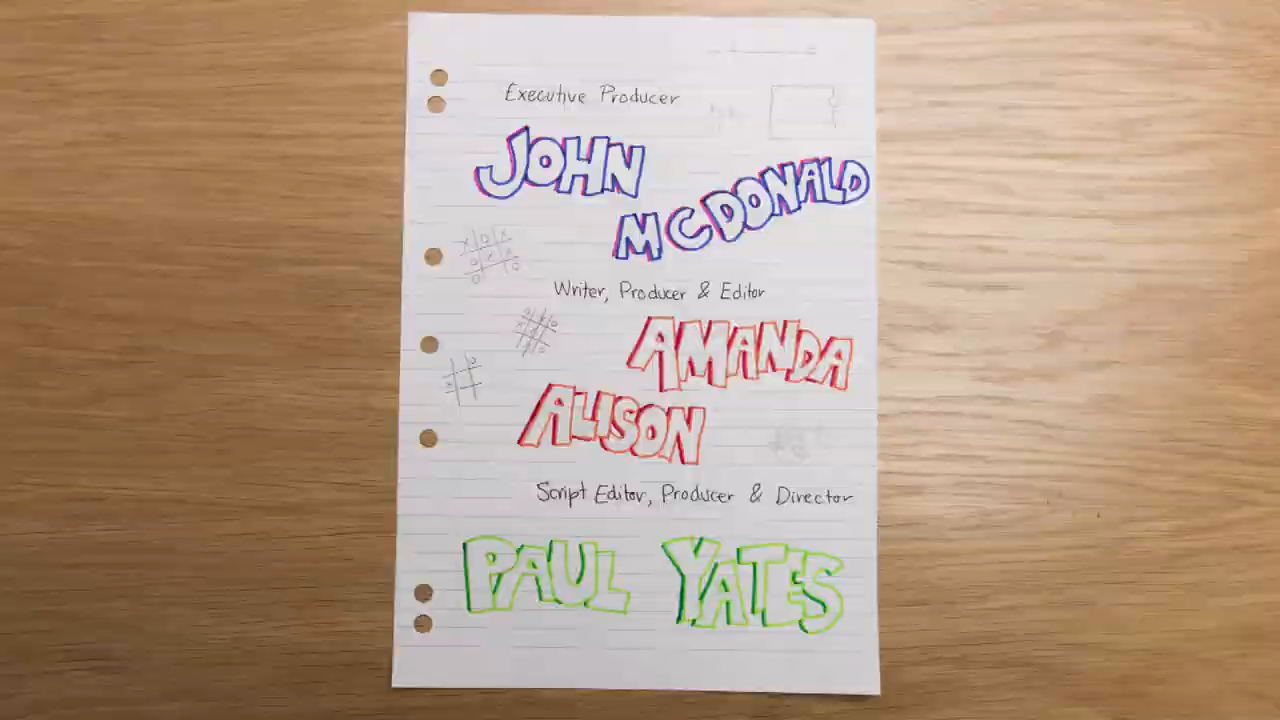 Executive Producer
JOHN
MCDONALD
Writer, Producer & Editor
AMANDA
ALISON
Script Editor, Producer & Director
PAUL YATES